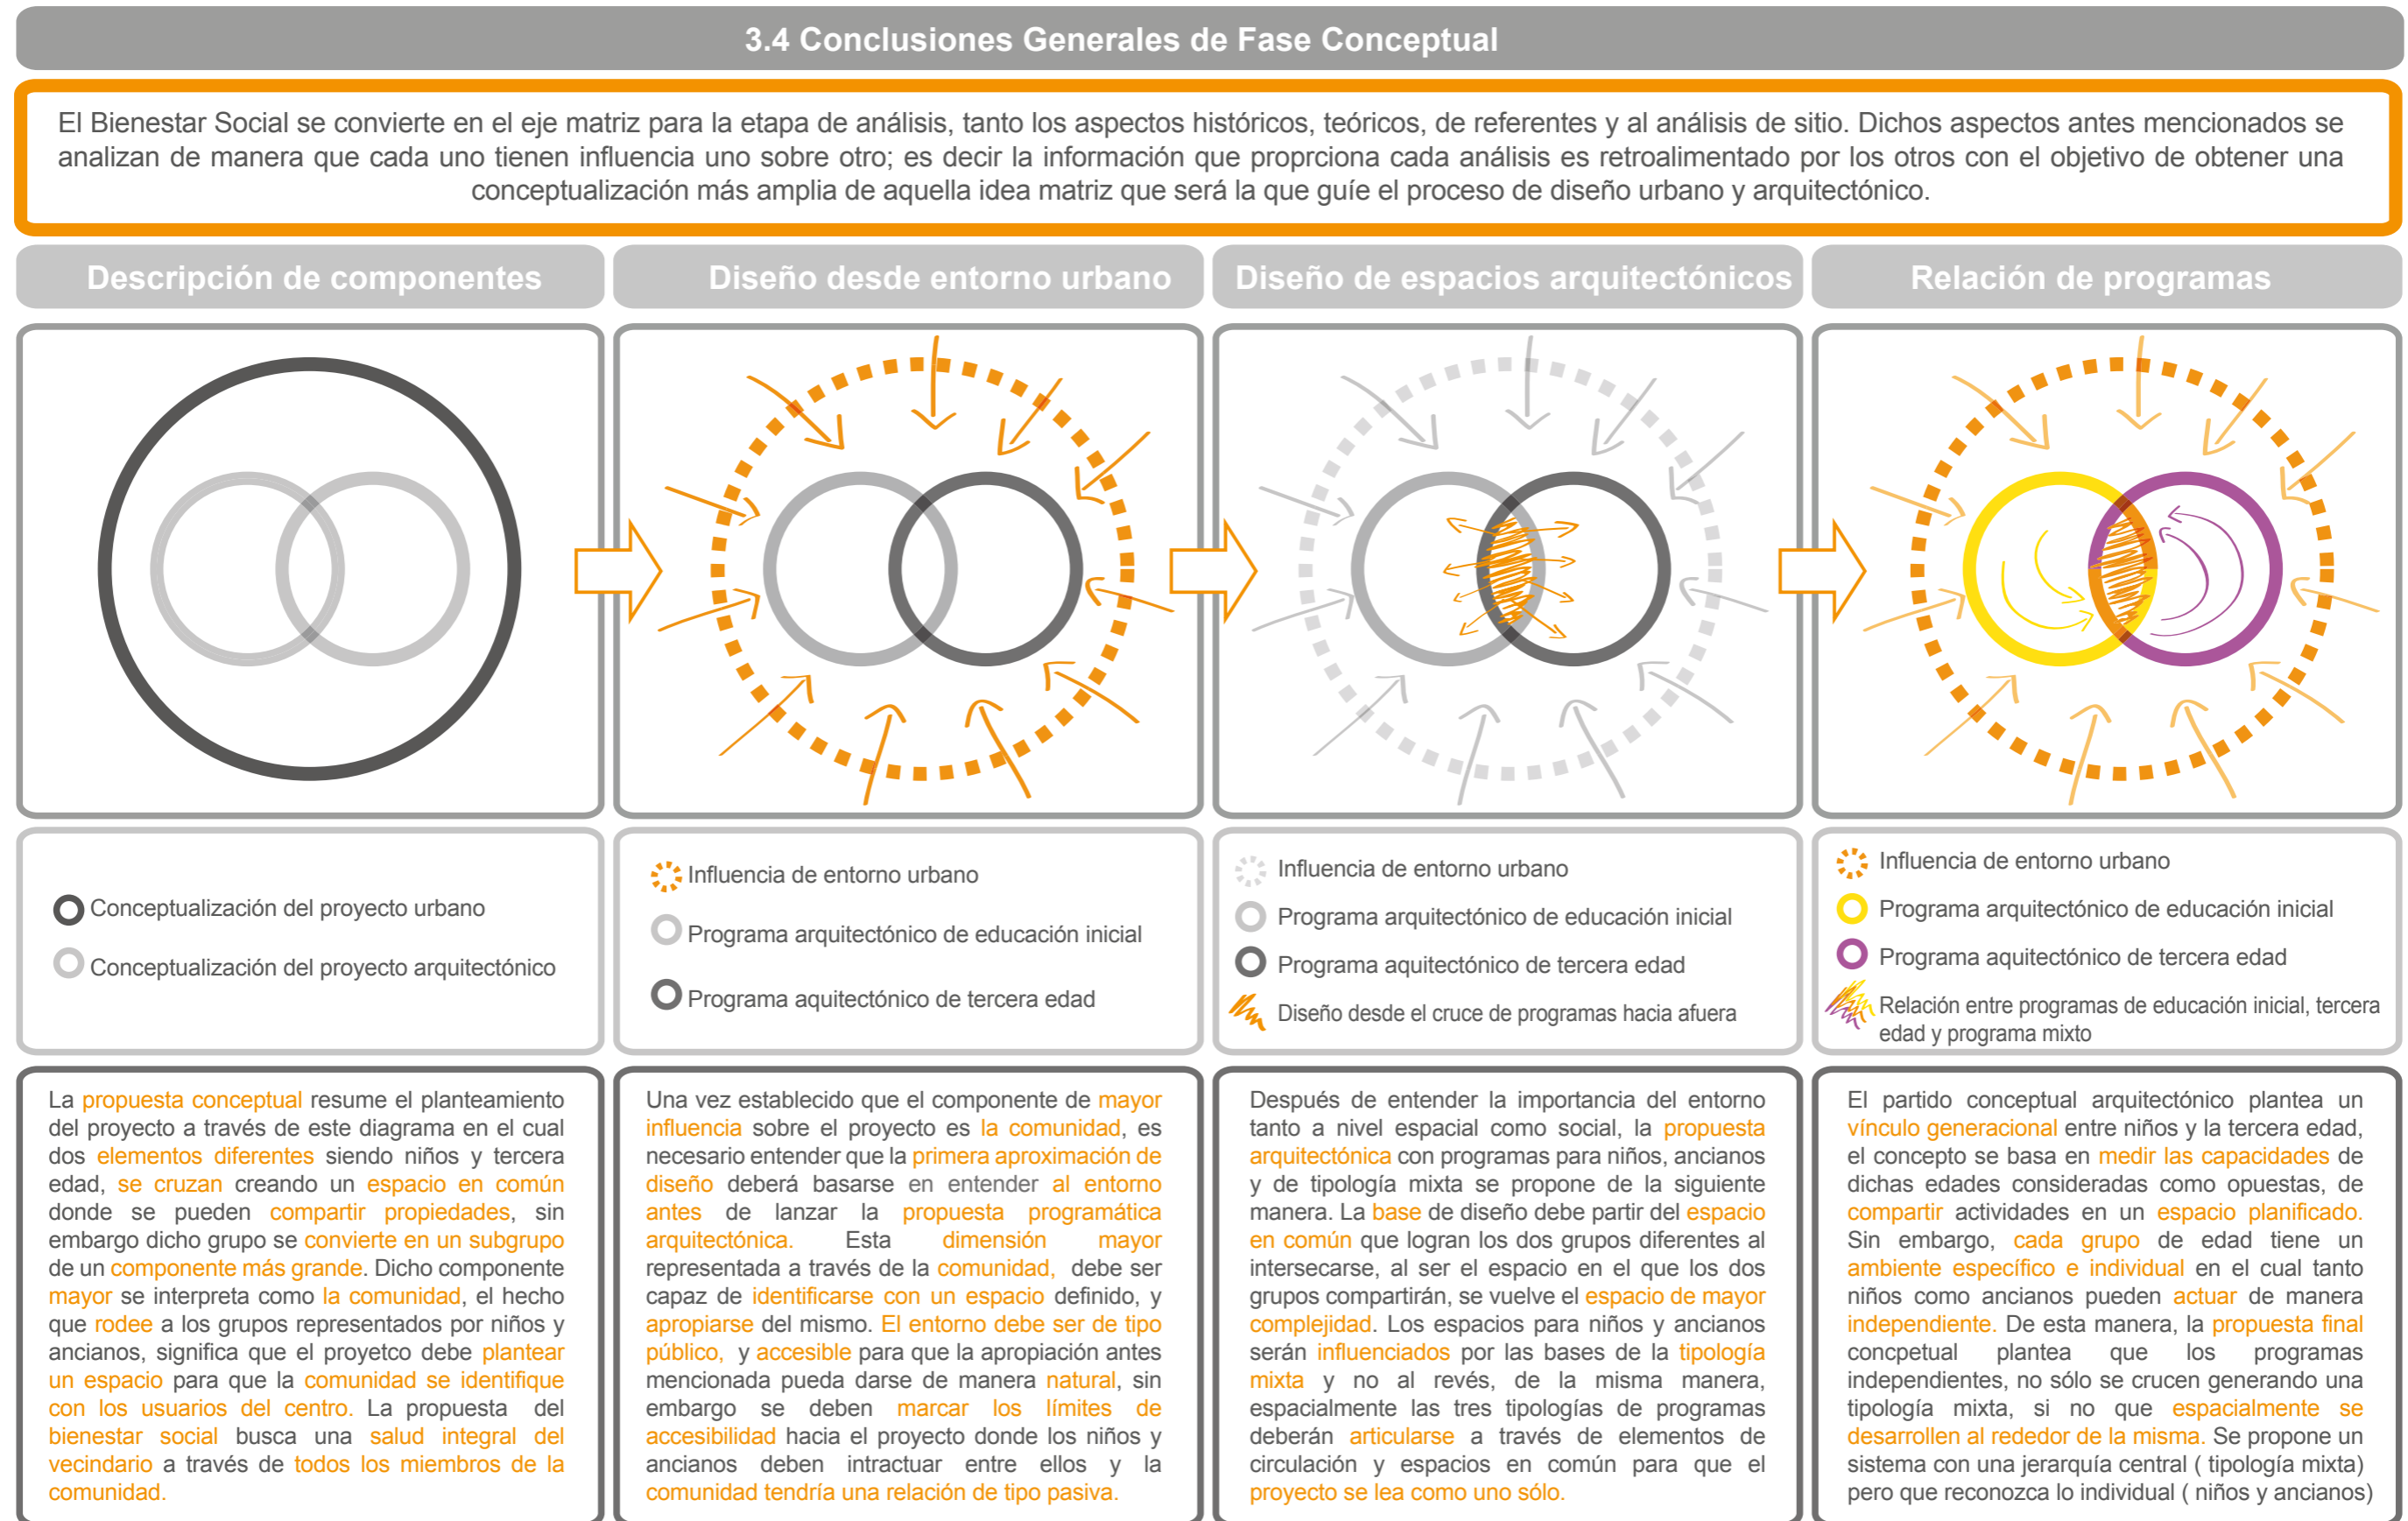 3.4 Conclusiones Generales de Fase Conceptual
El Bienestar Social se convierte en el eje matriz para la etapa de análisis, tanto los aspectos históricos, teóricos, de referentes y al análisis de sitio. Dichos aspectos antes mencionados se
analizan de manera que cada uno tienen influencia uno sobre otro; es decir la información que proprciona cada análisis es retroalimentado por los otros con el objetivo de obtener una
conceptualización más amplia de aquella idea matriz que será la que guíe el proceso de diseño urbano y arquitectónico.
Descripción de componentes
Diseño desde entorno urbano
Diseño de espacios arquitectónicos
Relación de programas
Conceptualización del proyecto urbano
Conceptualización del proyecto arquitectónico
Influencia de entorno urbano
Programa arquitectónico de educación inicial
Programa aquitectónico de tercera edad
Influencia de entorno urbano
Programa arquitectónico de educación inicial
Programa aquitectónico de tercera edad
Diseño desde el cruce de programas hacia afuera
Influencia de entorno urbano
Programa arquitectónico de educación inicial
Programa aquitectónico de tercera edad
Relación entre programas de educación inicial, tercera
edad y programa mixto
La propuesta conceptual resume el planteamiento
del proyecto a través de este diagrama en el cual
dos elementos diferentes siendo niños y tercera
edad, se cruzan creando un espacio en común
donde se pueden compartir propiedades, sin
embargo dicho grupo se convierte en un subgrupo
de un componente más grande. Dicho componente
mayor se interpreta como la comunidad, el hecho
que rodee a los grupos representados por niños y
ancianos, significa que el proyetco debe plantear
un espacio para que la comunidad se identifique
con los usuarios del centro. La propuesta del
bienestar social busca una salud integral del
vecindario a través de todos los miembros de la
comunidad.
Una vez establecido que el componente de mayor
influencia sobre el proyecto es la comunidad, es
necesario entender que la primera aproximación de
diseño deberá basarse en entender al entorno
antes de lanzar la propuesta programática
arquitectónica. Esta dimensión mayor
representada a través de la comunidad, debe ser
capaz de identificarse con un espacio definido, y
apropiarse del mismo. El entorno debe ser de tipo
público, y accesible para que la apropiación antes
mencionada pueda darse de manera natural, sin
embargo se deben marcar los límites de
accesibilidad hacia el proyecto donde los niños y
ancianos deben intractuar entre ellos y la
comunidad tendría una relación de tipo pasiva.
Después de entender la importancia del entorno
tanto a nivel espacial como social, la propuesta
arquitectónica con programas para niños, ancianos
y de tipología mixta se propone de la siguiente
manera. La base de diseño debe partir del espacio
en común que logran los dos grupos diferentes al
intersecarse, al ser el espacio en el que los dos
grupos compartirán, se vuelve el espacio de mayor
complejidad. Los espacios para niños y ancianos
serán influenciados por las bases de la tipología
mixta y no al revés, de la misma manera,
espacialmente las tres tipologías de programas
deberán articularse a través de elementos de
circulación y espacios en común para que el
proyecto se lea como uno sólo.
El partido conceptual arquitectónico plantea un
vínculo generacional entre niños y la tercera edad,
el concepto se basa en medir las capacidades de
dichas edades consideradas como opuestas, de
compartir actividades en un espacio planificado.
Sin embargo, cada grupo de edad tiene un
ambiente específico e individual en el cual tanto
niños como ancianos pueden actuar de manera
independiente. De esta manera, la propuesta final
concpetual plantea que los programas
independientes, no sólo se crucen generando una
tipología mixta, si no que espacialmente se
desarrollen al rededor de la misma. Se propone un
sistema con una jerarquía central ( tipología mixta)
pero que reconozca lo individual ( niños y ancianos)